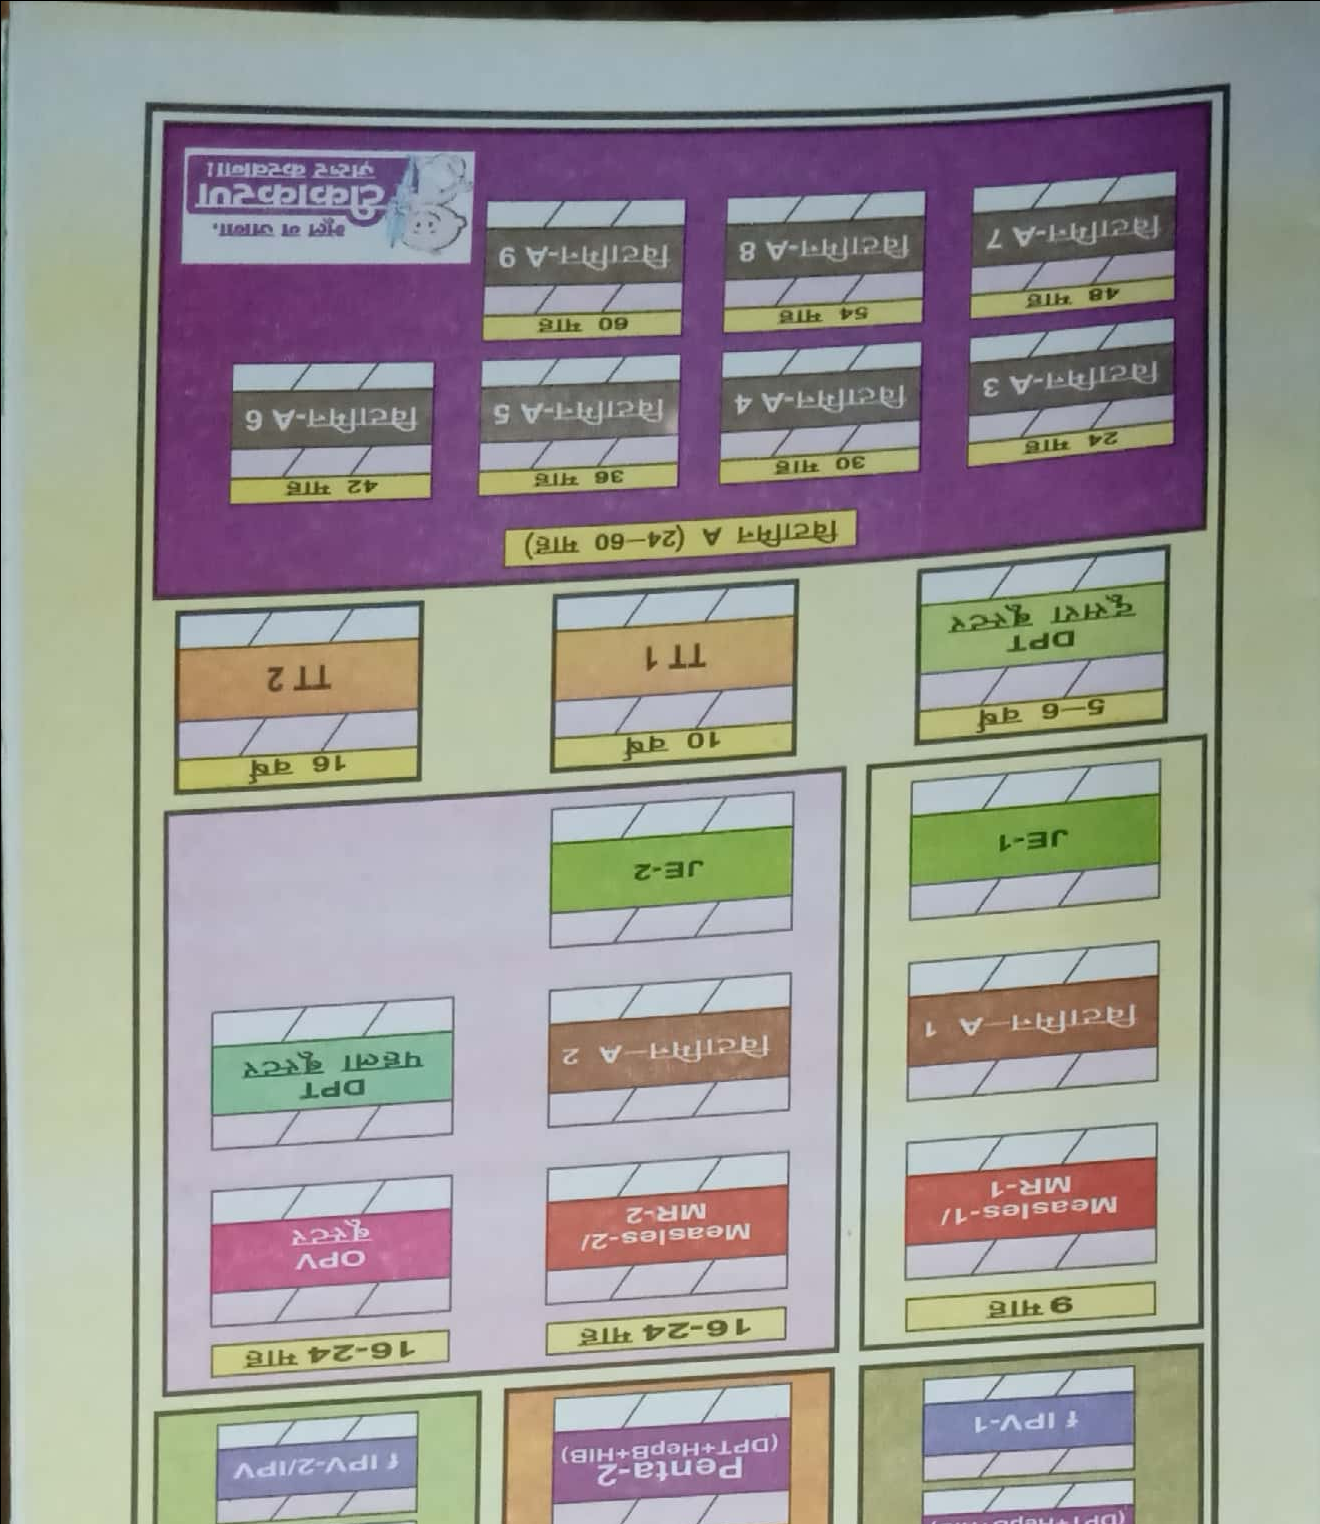 (DPT+HepB+HIB)
f IPV-1
Penta-2
(DPT+HepB+HIB)
f IPV-2/IPV
9 माह
Measles-1/
MR-1
विटामिन–A 1
JE-1
16-24 माह
Measles-2/
MR-2
विटामिन–A 2
JE-2
16-24 माह
OPV
बूस्टर
DPT
पहला बूस्टर
5–6 वर्ष
DPT
दूसरा बूस्टर
10 वर्ष
TT 1
16 वर्ष
TT 2
विटामिन A (24–60 माह)
24 माह
विटामिन-A 3
30 माह
विटामिन-A 4
36 माह
विटामिन-A 5
42 माह
विटामिन-A 6
48 माह
विटामिन-A 7
54 माह
विटामिन-A 8
60 माह
विटामिन-A 9
भूल न जाना,
टीकाकरण
ज़रूर करवाना!